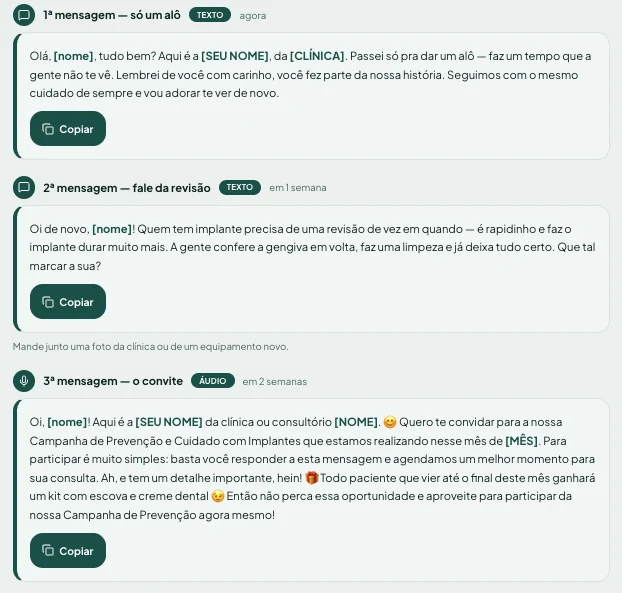 1ª mensagem — só um alô TEXTO agora
Olá, [nome], tudo bem? Aqui é a [SEU NOME], da [CLÍNICA]. Passei só pra dar um alô — faz um tempo que a
gente não te vê. Lembrei de você com carinho, você fez parte da nossa história. Seguimos com o mesmo
cuidado de sempre e vou adorar te ver de novo.
Copiar
2ª mensagem — fale da revisão TEXTO em 1 semana
Oi de novo, [nome]! Quem tem implante precisa de uma revisão de vez em quando — é rapidinho e faz o
implante durar muito mais. A gente confere a gengiva em volta, faz uma limpeza e já deixa tudo certo. Que tal
marcar a sua?
Copiar
Mande junto uma foto da clínica ou de um equipamento novo.
3ª mensagem — o convite ÁUDIO em 2 semanas
Oi, [nome]! Aqui é a [SEU NOME] da clínica ou consultório [NOME]. 😊 Quero te convidar para a nossa
Campanha de Prevenção e Cuidado com Implantes que estamos realizando nesse mês de [MÊS]. Para
participar é muito simples: basta você responder a esta mensagem e agendamos um melhor momento para
sua consulta. Ah, e tem um detalhe importante, hein! 🎁 Todo paciente que vier até o final deste mês ganhará
um kit com escova e creme dental 😉 Então não perca essa oportunidade e aproveite para participar da
nossa Campanha de Prevenção agora mesmo!
Copiar